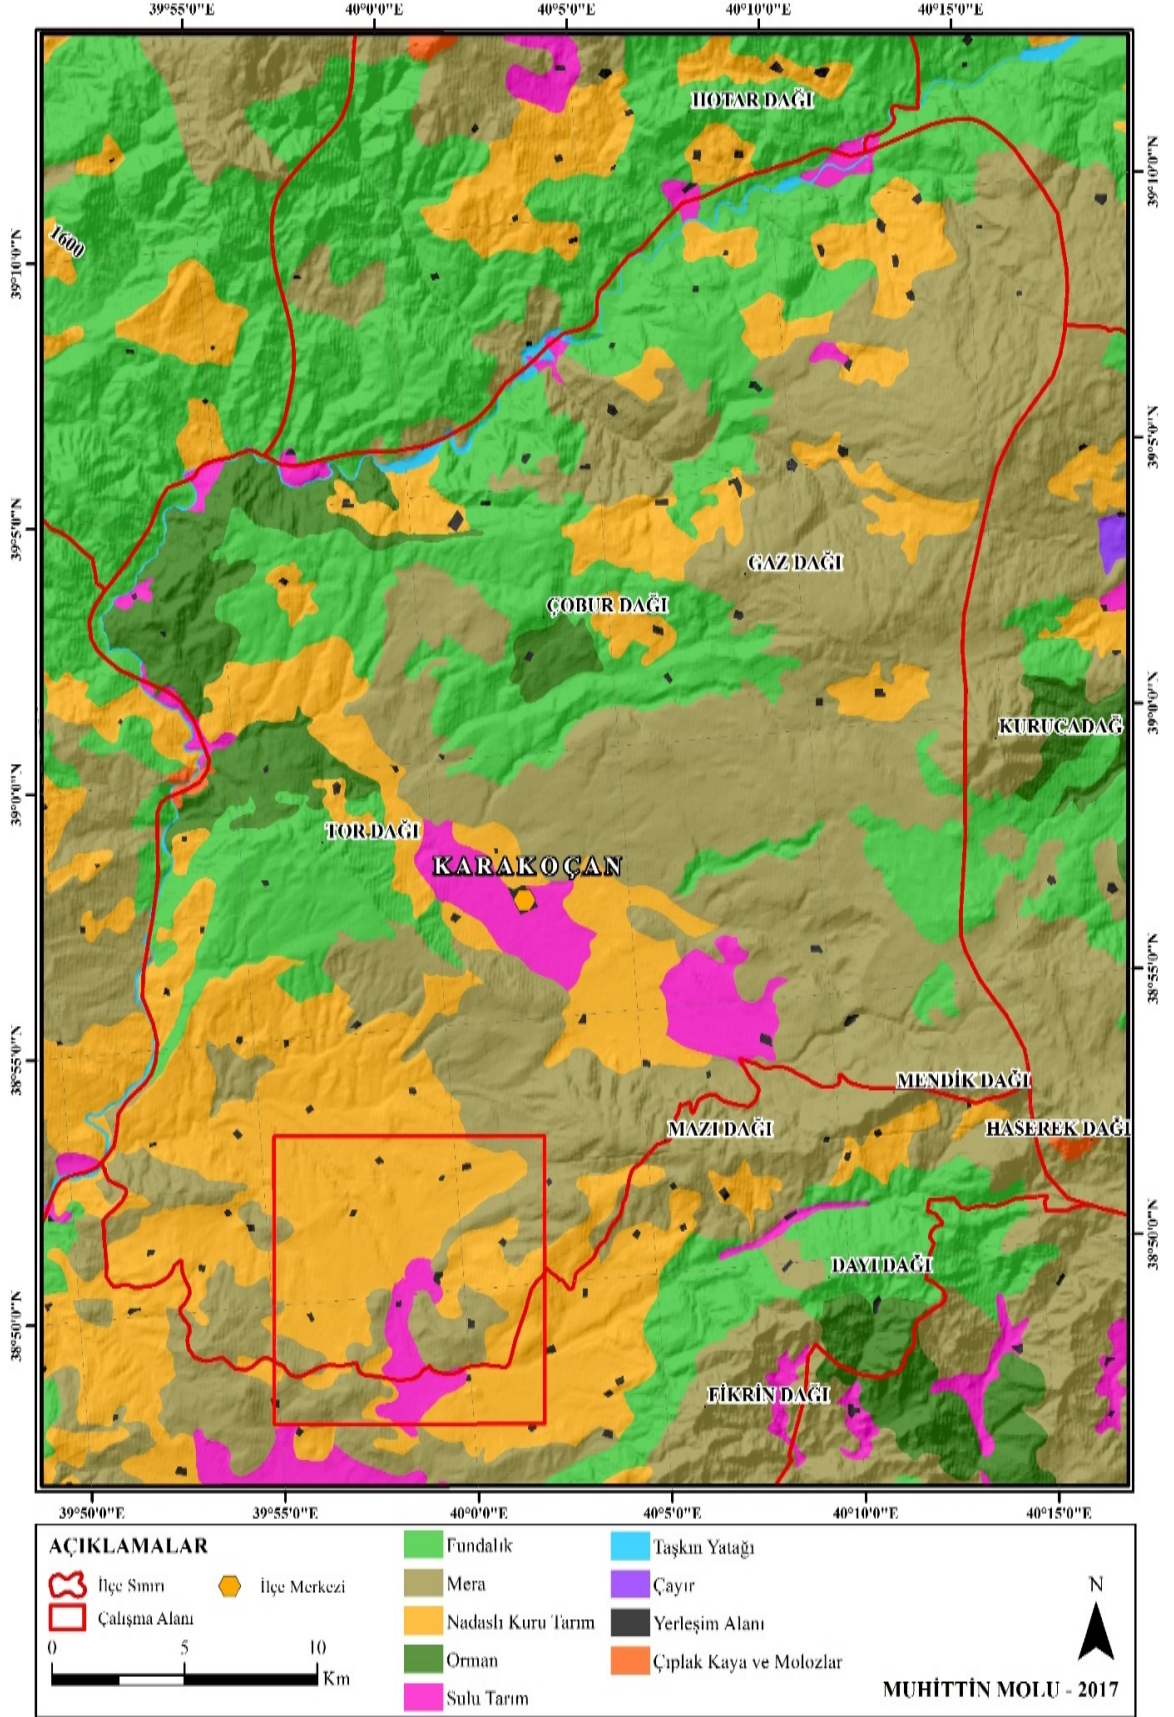 39°55'0"E 40°0'0"E 40°5'0"E 40°10'0"E 40°15'0"E
HOTAR DAĞI
39°10'0"N
1600
39°10'0"N
39°5'0"N
39°5'0"N
GAZ DAĞI
ÇOBUR DAĞI
39°0'0"N
KURUCADAĞ
39°0'0"N
TOR DAĞI
KARAKOÇAN
38°55'0"N
38°55'0"N
MENDİK DAĞI
MAZI DAĞI
HASEREK DAĞI
38°50'0"N
DAYI DAĞI
38°50'0"N
FİKRİN DAĞI
39°50'0"E 39°55'0"E 40°0'0"E 40°5'0"E 40°10'0"E 40°15'0"E
AÇIKLAMALAR
İlçe Sınırı
İlçe Merkezi
Çalışma Alanı
0 5 10
Km
Fundalık
Mera
Nadaslı Kuru Tarım
Orman
Sulu Tarım
Taşkın Yatağı
Çayır
Yerleşim Alanı
Çıplak Kaya ve Molozlar
N
MUHİTTİN MOLU - 2017